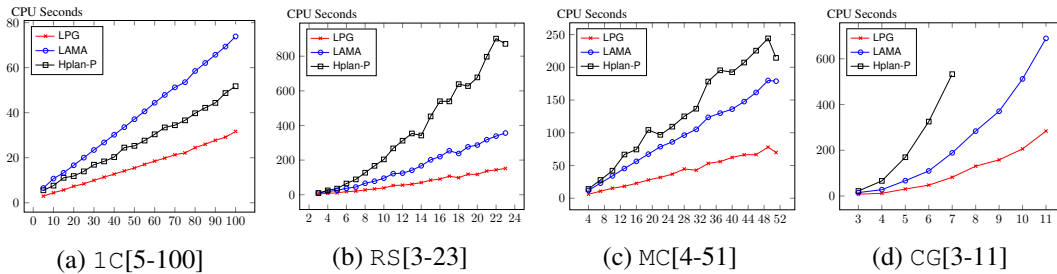 CPU Seconds
80
60
40
20
0
LPG
LAMA
Hplan-P
0 10 20 30 40 50 60 70 80 90 100
(a) 1C[5-100]
CPU Seconds
800
600
400
200
0
LPG
LAMA
Hplan-P
2 4 6 8 10 12 14 16 18 20 22 24
(b) RS[3-23]
CPU Seconds
250
200
150
100
50
0
LPG
LAMA
Hplan-P
4 8 12 16 20 24 28 32 36 40 44 48 52
(c) MC[4-51]
CPU Seconds
600
400
200
0
LPG
LAMA
Hplan-P
3 4 5 6 7 8 9 10 11
(d) CG[3-11]